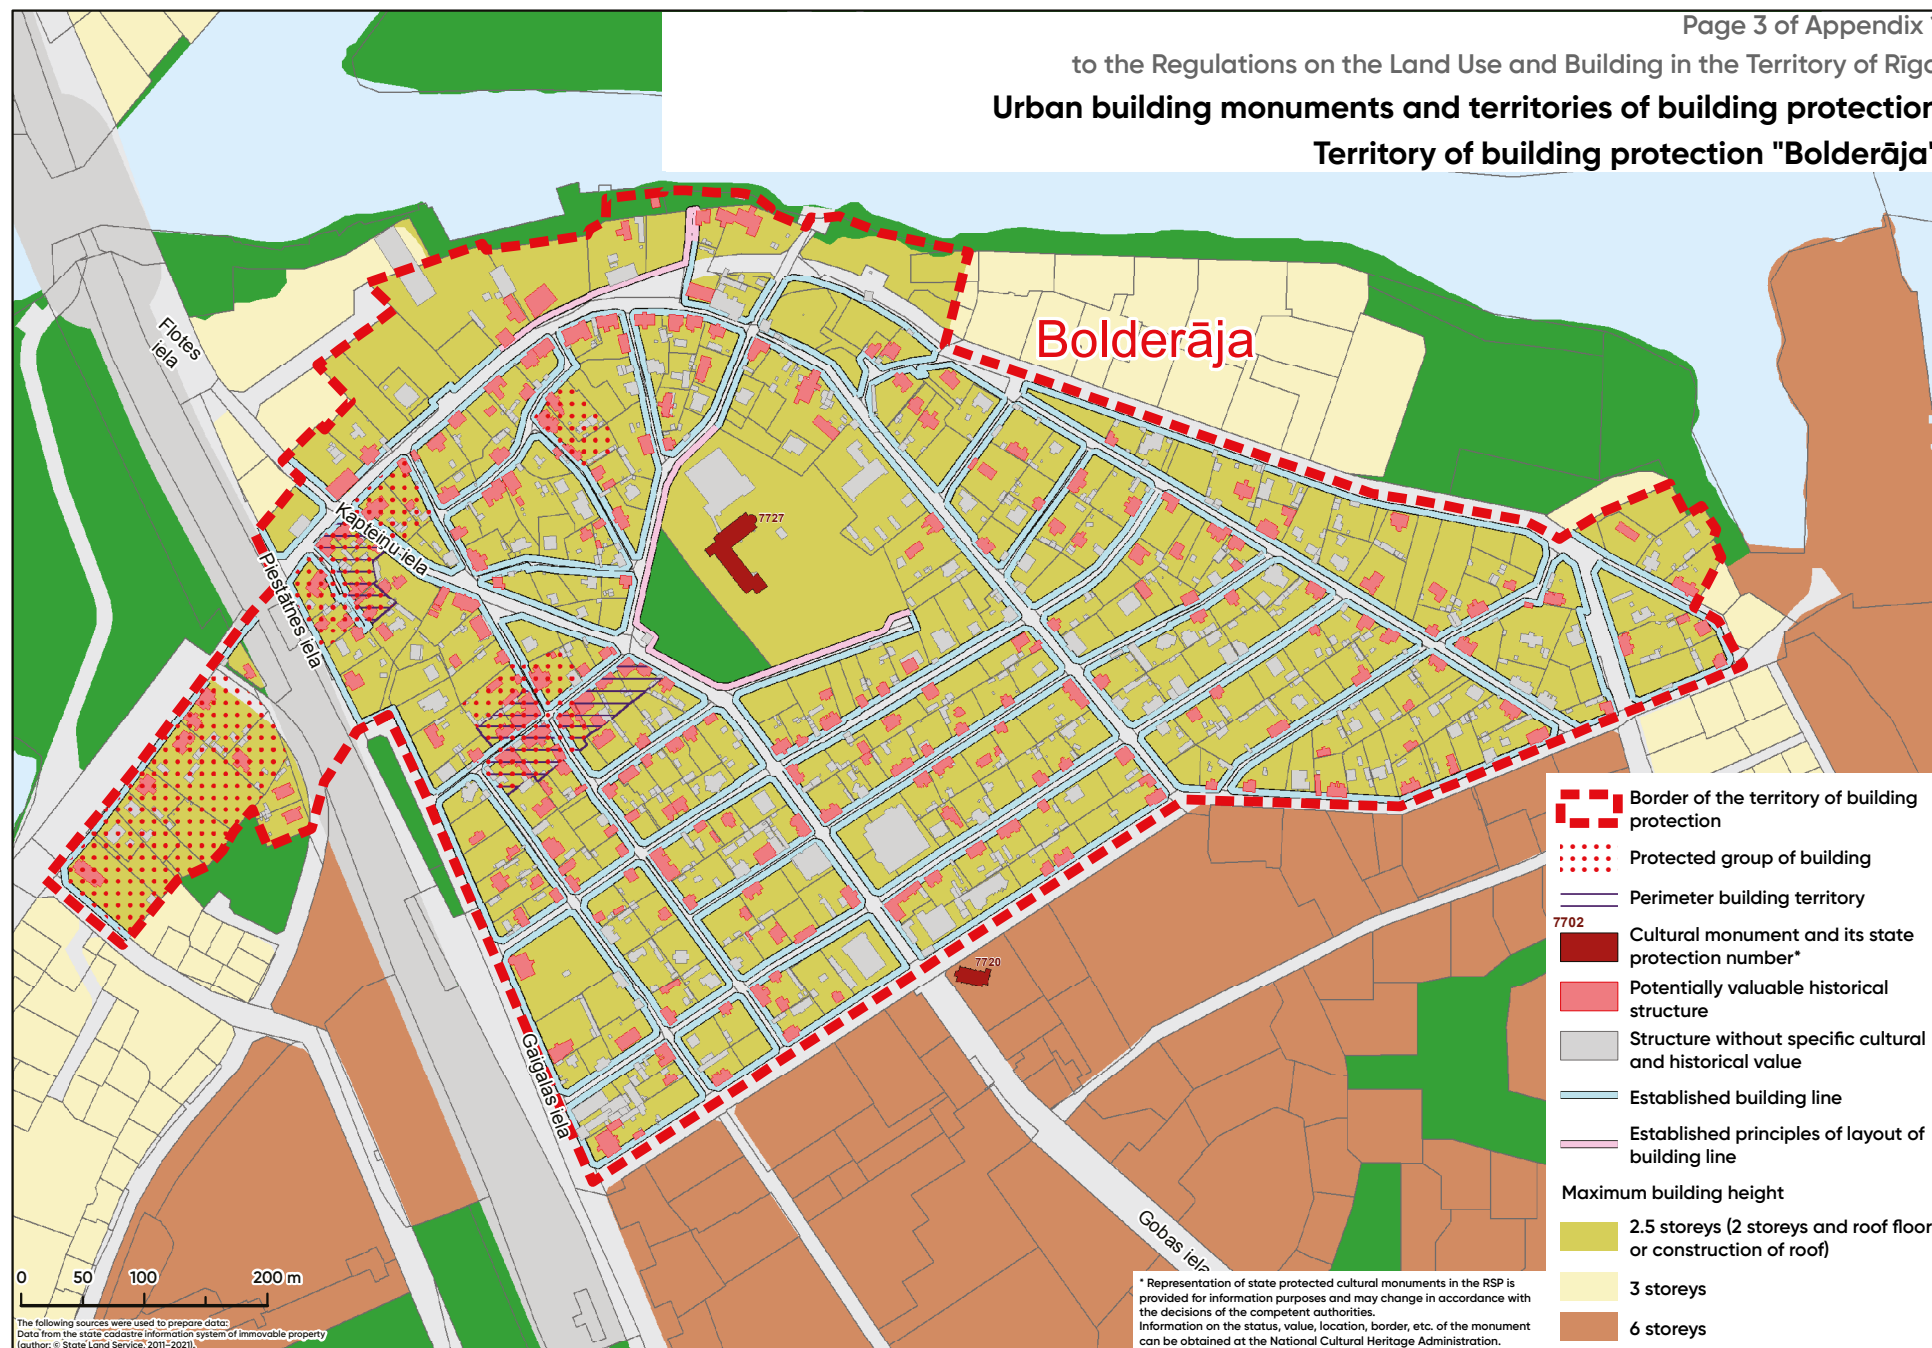 Page 3 of Appendix
to the Regulations on the Land Use and Building in the Territory of Rīga
Urban building monuments and territories of building protection
Territory of building protection "Bolderāja"
Flotes
iela
Bolderāja
7727
Kapteiņu iela
Piestātnes iela
7720
Gaigalas iela
Gobas iela
Border of the territory of building
protection
Protected group of building
Perimeter building territory
7702
Cultural monument and its state
protection number*
Potentially valuable historical
structure
Structure without specific cultural
and historical value
Established building line
Established principles of layout of
building line
Maximum building height
2.5 storeys (2 storeys and roof floor
or construction of roof)
3 storeys
6 storeys
0 50 100 200 m
The following sources were used to prepare data:
Data from the state cadastre information system of immovable property
(author: © State Land Service, 2011–2021).
* Representation of state protected cultural monuments in the RSP is
provided for information purposes and may change in accordance with
the decisions of the competent authorities.
Information on the status, value, location, border, etc. of the monument
can be obtained at the National Cultural Heritage Administration.